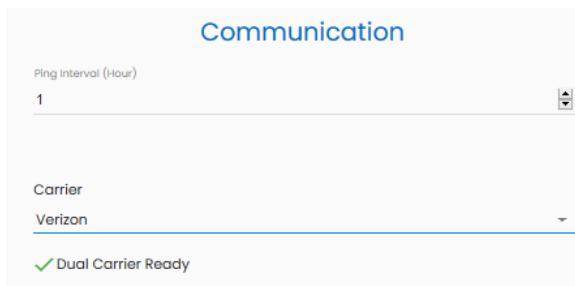 Communication
Ping Interval (Hour)
1
Carrier
Verizon
Dual Carrier Ready